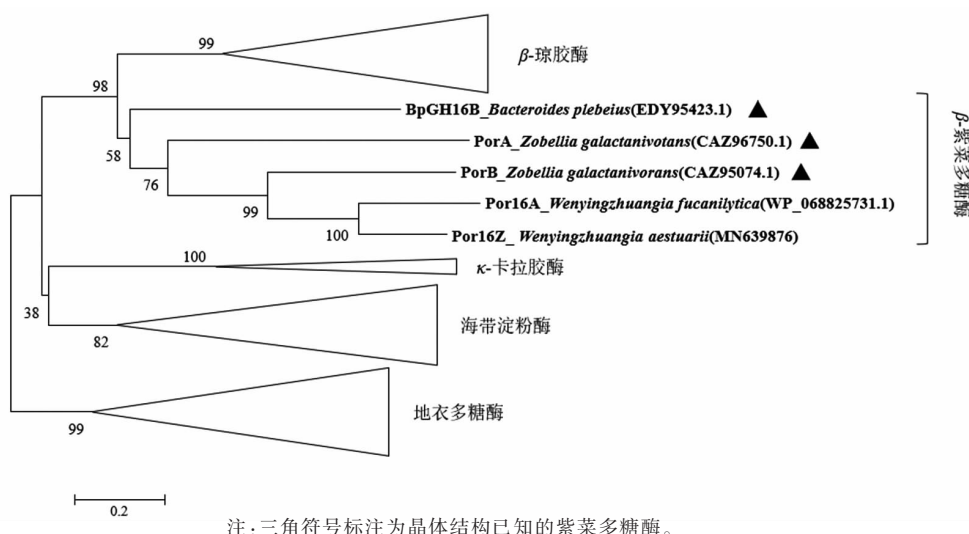 99
β-琼胶酶
98
BpGH16B_Bacteroides plebeius(EDY95423.1)
PorA_Zobellia galactanivotans(CAZ96750.1)
58
PorB_Zobellia galactanivorans(CAZ95074.1)
76
Por16A_Wenyingzhuangia fucanilytica(WP_068825731.1)
99
Por16Z_ Wenyingzhuangia aestuarii(MN639876)
100
β-紫菜多糖酶
100
κ-卡拉胶酶
38
海带淀粉酶
82
地衣多糖酶
99
0.2
注:三角符号标注为晶体结构已知的紫菜多糖酶。